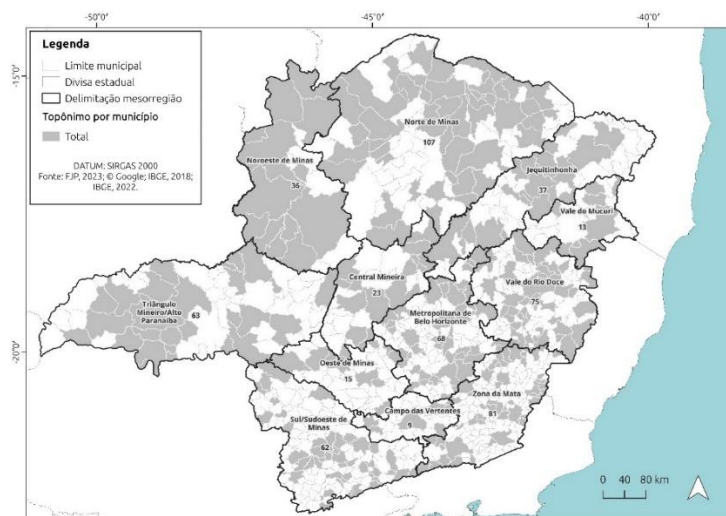 -50°0'
-45°0'
-40°0'
Legenda
Limite municipal
Divisa estadual
Delimitação mesorregião
Topônimo por município
Total
DATUM: SIRGAS 2000
Fonte: FJP, 2023; © Google; IBGE, 2018;
IBGE, 2022.
-15°0'
Norte de Minas
107
Noroeste de Minas
36
Jequitinhonha
37
Vale do Mucuri
13
Central Mineira
23
Vale do Rio Doce
75
Triângulo
Mineiro/Alto
Paranaíba
63
Metropolitana de
Belo Horizonte
68
-20°0'
Oeste de Minas
15
Zona da Mata
81
Campo das Vertentes
9
Sul/Sudoeste de
Minas
62
0 40 80 km